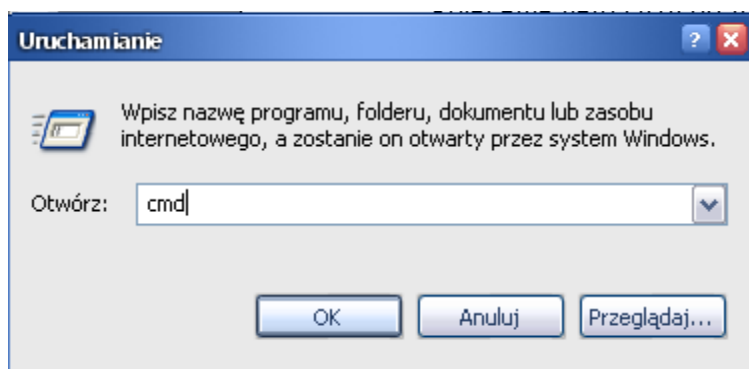 Uruchamianie
Wpisz nazwę programu, folderu, dokumentu lub zasobu
internetowego, a zostanie on otwarty przez system Windows.
Otwórz: cmd
OK Anuluj Przeglądaj...